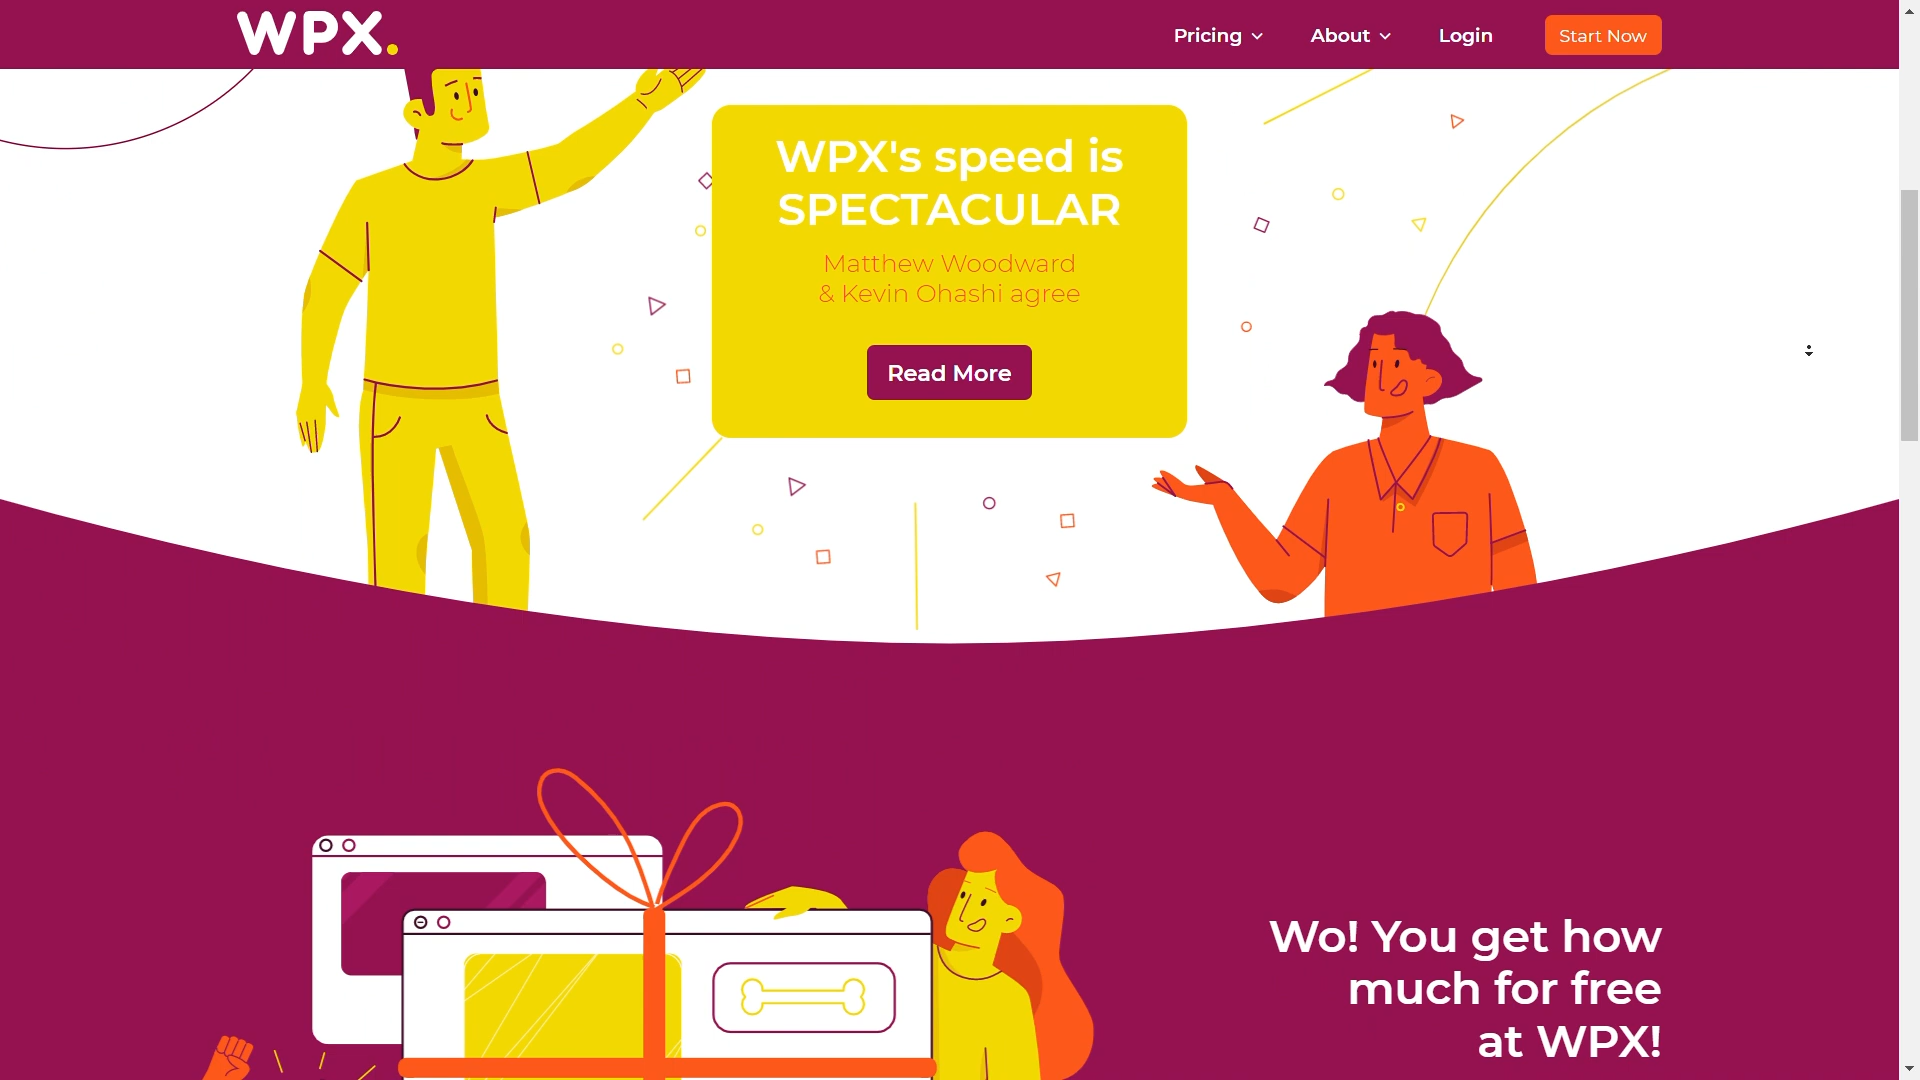 WPX.
Pricing
About
Login
Start Now
WPX's speed is
SPECTACULAR
Matthew Woodward
& Kevin Ohashi agree
Read More
Wo! You get how
much for free
at WPX!